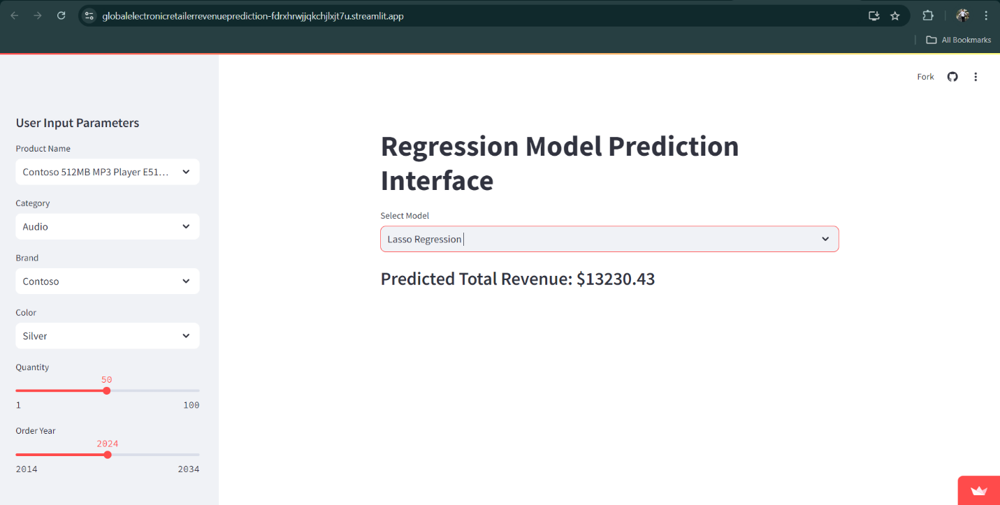 globalelectronicretailerrevenueprediction-fdrxhrwjjqkchjlxjt7u.streamlit.app
All Bookmarks
Fork
User Input Parameters
Product Name
Contoso 512MB MP3 Player E51…
Category
Audio
Brand
Contoso
Color
Silver
Quantity
50
1 100
Order Year
2024
2014 2034
Regression Model Prediction
Interface
Select Model
Lasso Regression
Predicted Total Revenue: $13230.43